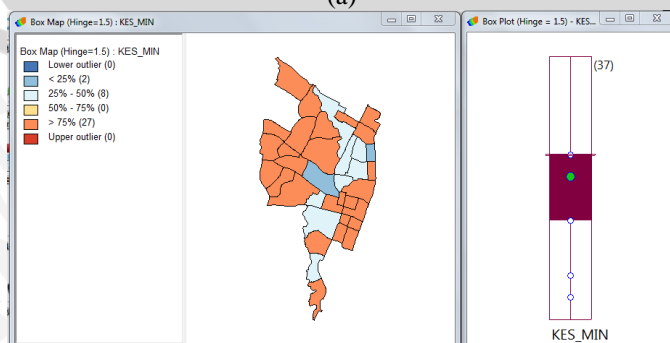 (a)
Box Map (Hinge=1.5) : KES_MIN
Box Map (Hinge=1.5) : KES_MIN
Lower outlier (0)
< 25% (2)
25% - 50% (8)
50% - 75% (0)
> 75% (27)
Upper outlier (0)
Box Plot (Hinge = 1.5) - KES...
(37)
KES_MIN